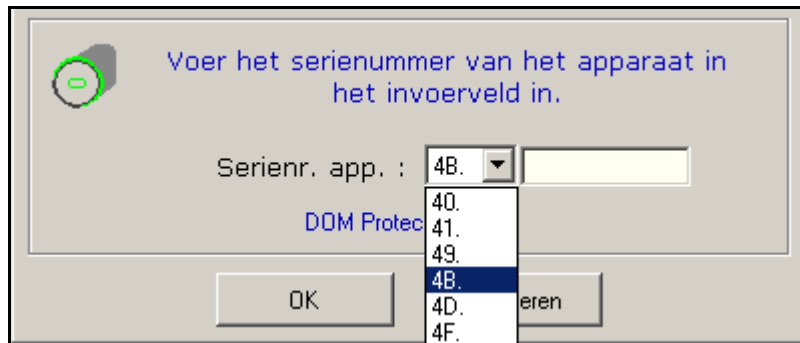 Voer het serienummer van het apparaat in
het invoerveld in.
Serienr. app. : 4B.
40.
DOM Protec
41.
49.
4B.
4D.
4F.
OK
eren